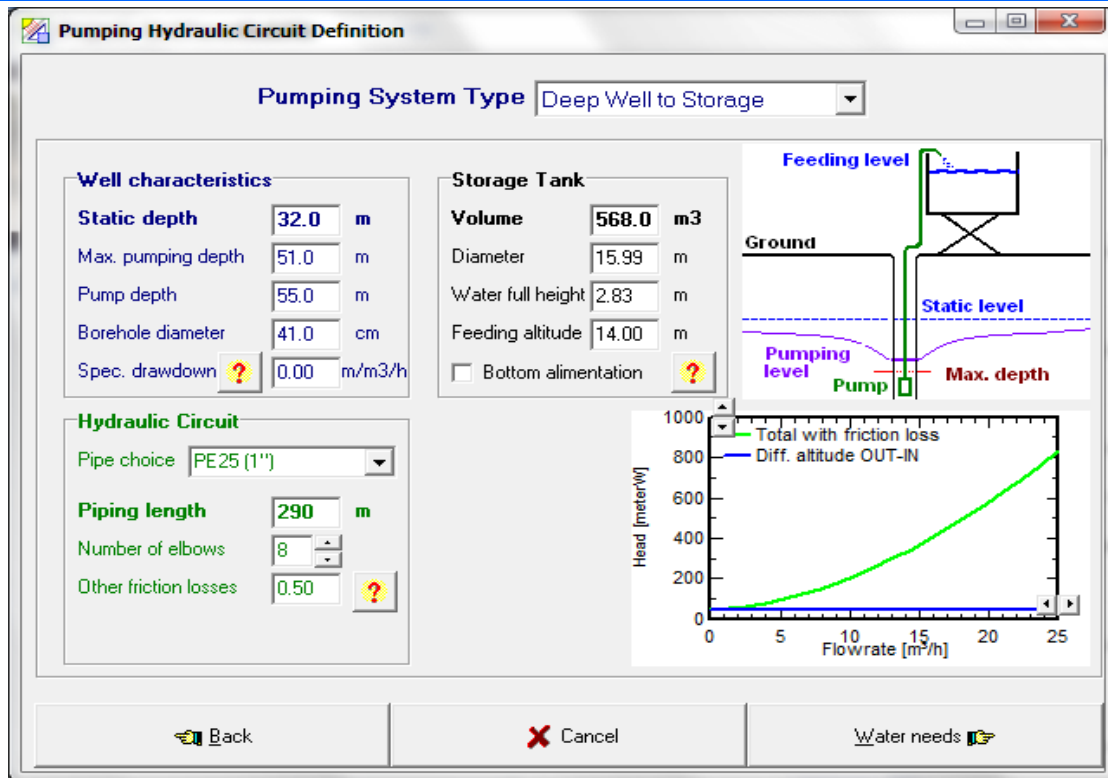 Pumping Hydraulic Circuit Definition
Pumping System Type Deep Well to Storage
Well characteristics
Static depth 32.0 m
Max. pumping depth 51.0 m
Pump depth 55.0 m
Borehole diameter 41.0 cm
Spec. drawdown ? 0.00 m/m3/h
Storage Tank
Volume 568.0 m3
Diameter 15.99 m
Water full height 2.83 m
Feeding altitude 14.00 m
Bottom alimentation ?
Feeding level
Ground
Static level
Pumping
level
Max. depth
Pump
Hydraulic Circuit
Pipe choice PE25 (1")
Piping length 290 m
Number of elbows 8
Other friction losses 0.50 ?
Total with friction loss
Diff. altitude OUT-IN
Head [meterW]
1000
800
600
400
200
0
0 5 10 15 20 25
Flowrate [m³/h]
Back
Cancel
Water needs